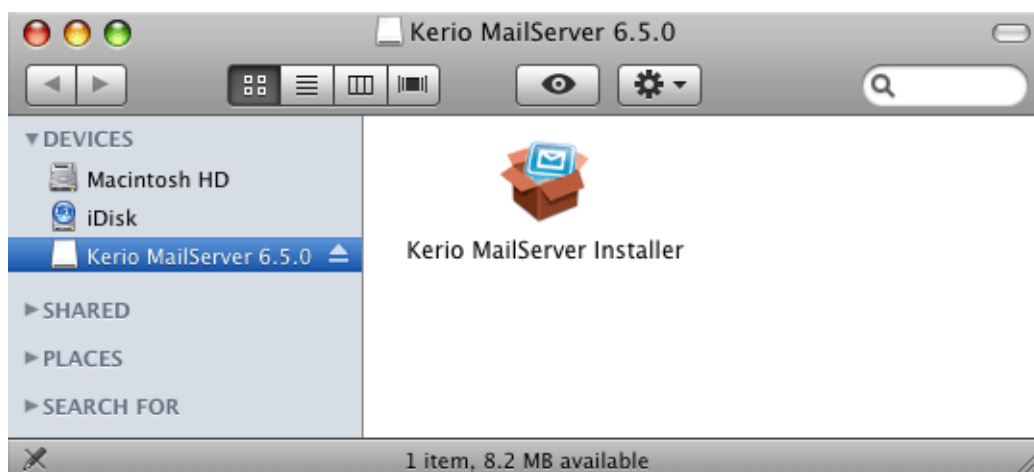 Kerio MailServer 6.5.0
DEVICES
Macintosh HD
iDisk
Kerio MailServer 6.5.0
SHARED
PLACES
SEARCH FOR
Kerio MailServer Installer
1 item, 8.2 MB available